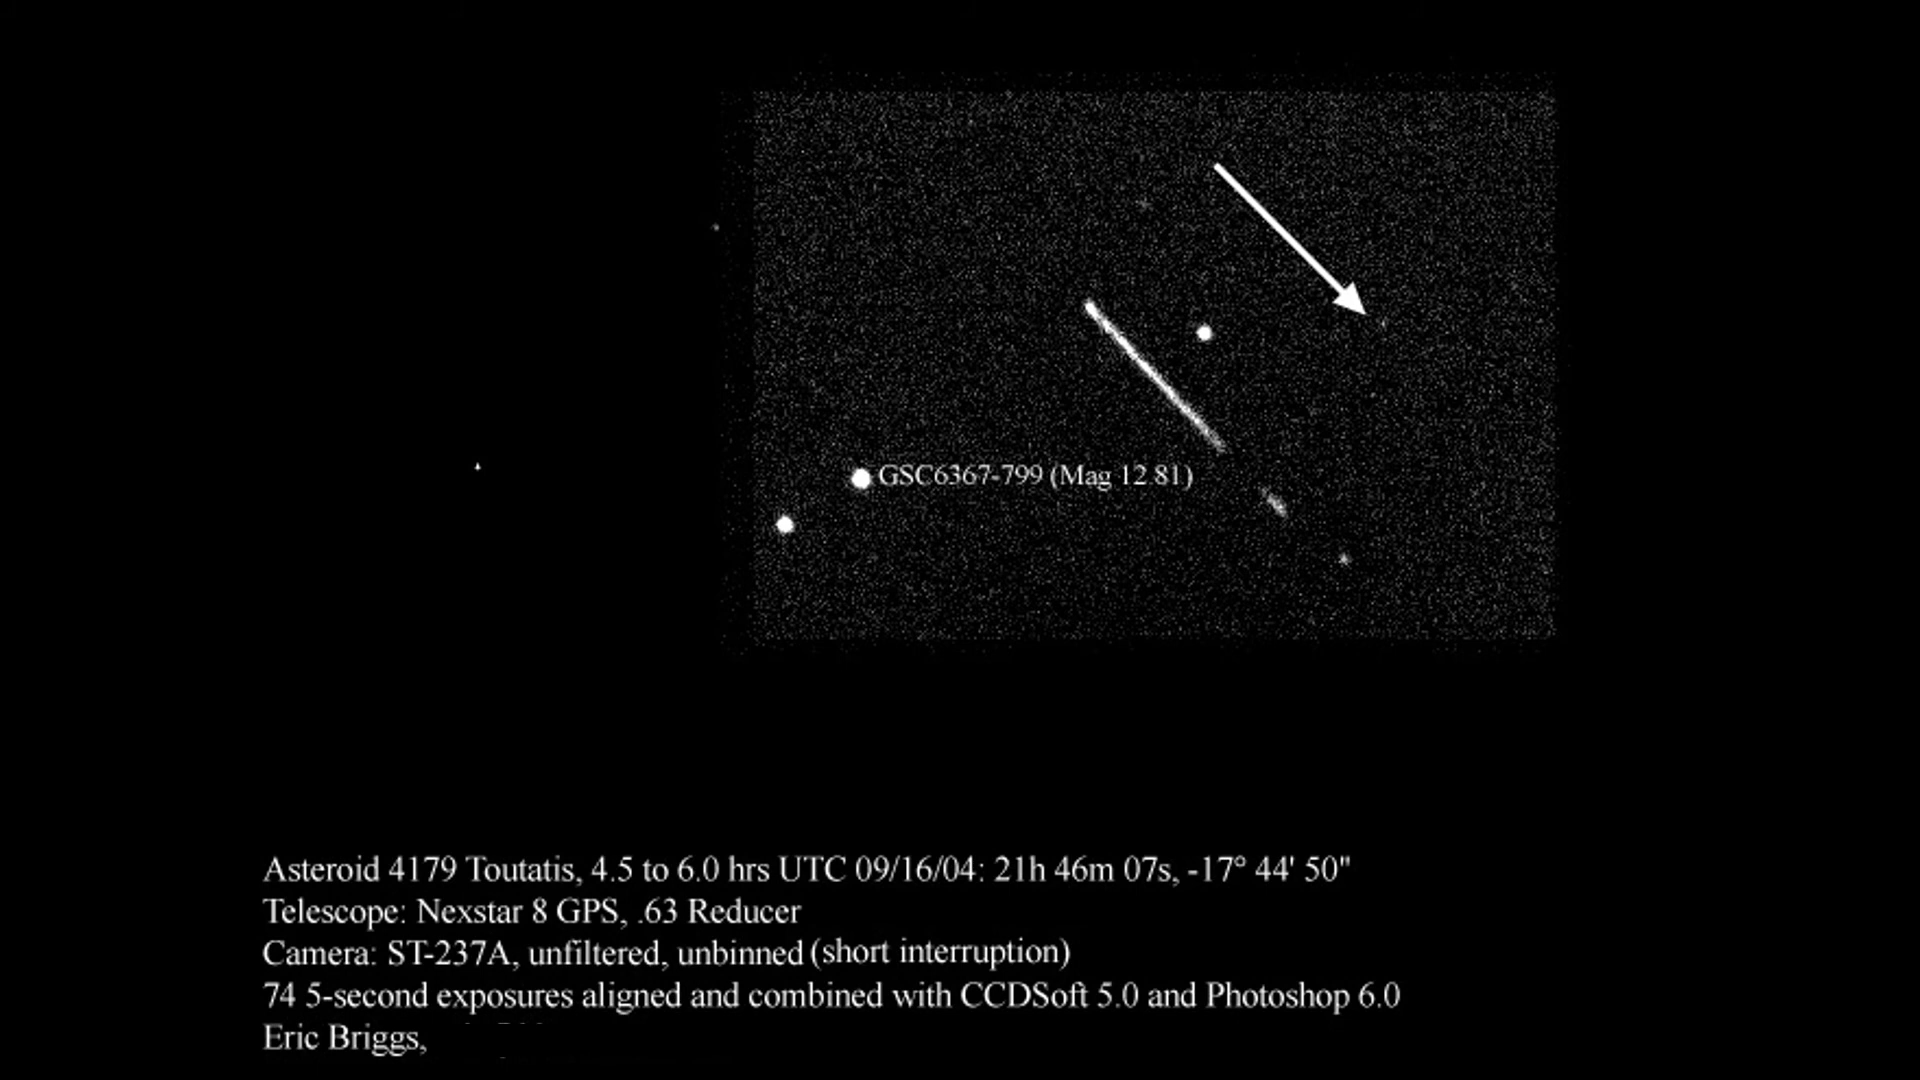 GSC6367-799 (Mag 12.81)
Asteroid 4179 Toutatis, 4.5 to 6.0 hrs UTC 09/16/04: 21h 46m 07s, -17° 44' 50"
Telescope: Nexstar 8 GPS, .63 Reducer
Camera: ST-237A, unfiltered, unbinned (short interruption)
74 5-second exposures aligned and combined with CCDSoft 5.0 and Photoshop 6.0
Eric Briggs,